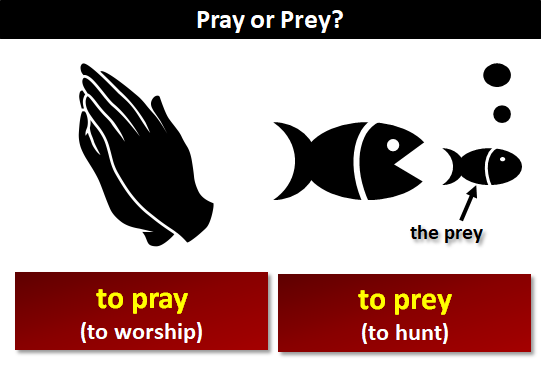 Pray or Prey?
the prey
to pray
(to worship)
to prey
(to hunt)